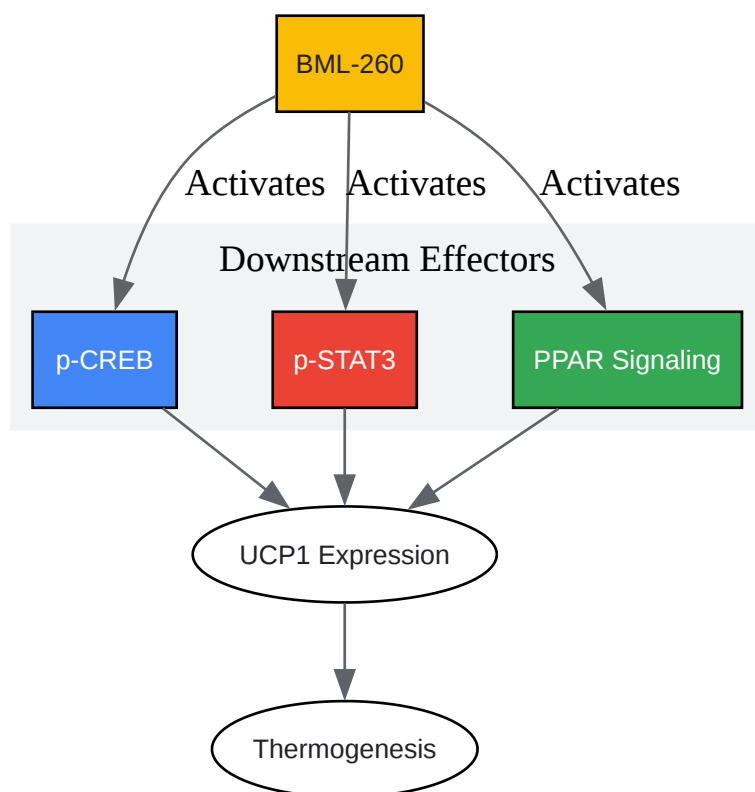 BML-260
Activates
Activates
Activates
Downstream Effectors
p-CREB
p-STAT3
PPAR Signaling
UCP1 Expression
Thermogenesis